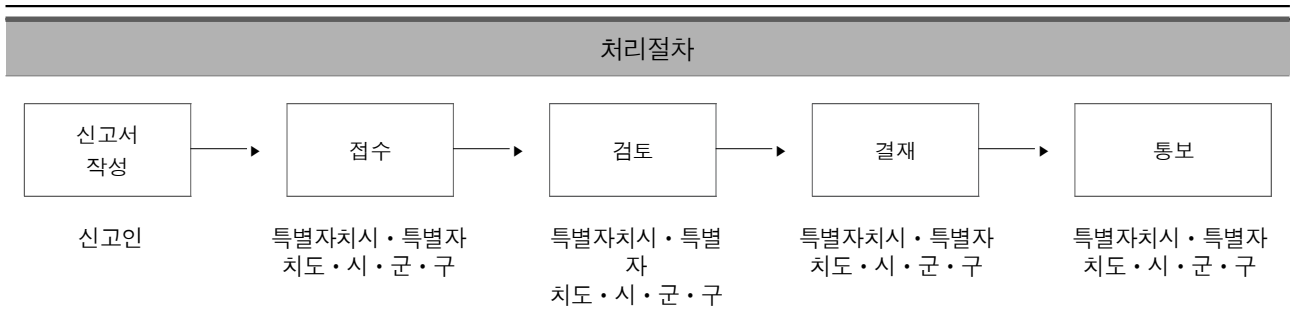 처리절차
신고서
작성
접수
검토
결재
통보
신고인
특별자치시・특별자
치도・시・군・구
특별자치시・특별
자
치도・시・군・구
특별자치시・특별자
치도・시・군・구
특별자치시・특별자
치도・시・군・구